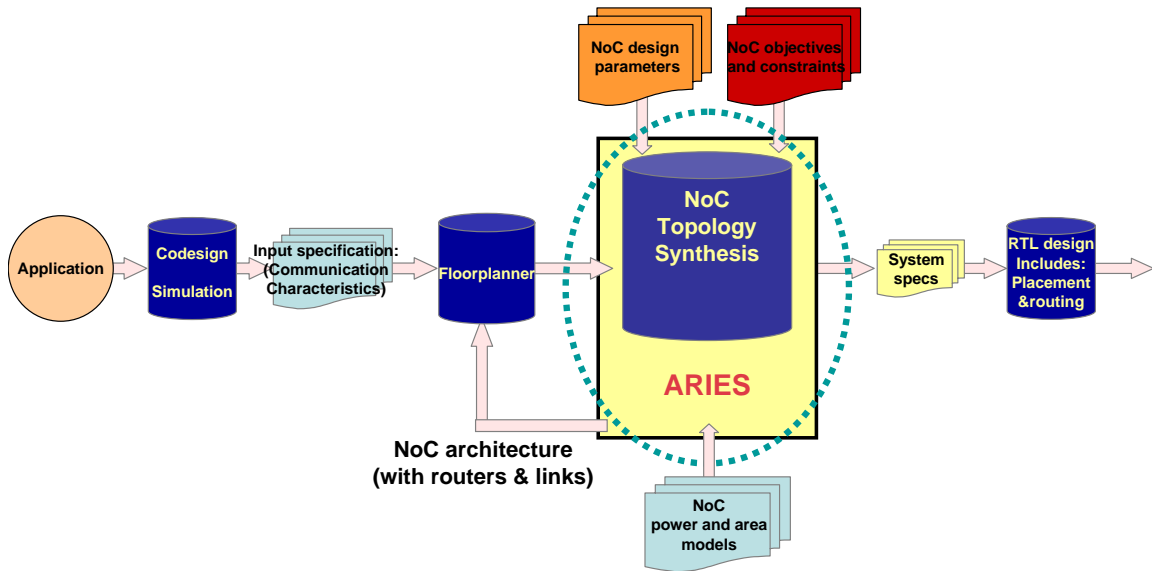 NoC design
parameters
NoC objectives
and constraints
NoC
Topology
Synthesis
Application
Codesign
Simulation
Input specification:
(Communication
Characteristics)
Floorplanner
System
specs
RTL design
Includes:
Placement
&routing
ARIES
NoC architecture
(with routers & links)
NoC
power and area
models